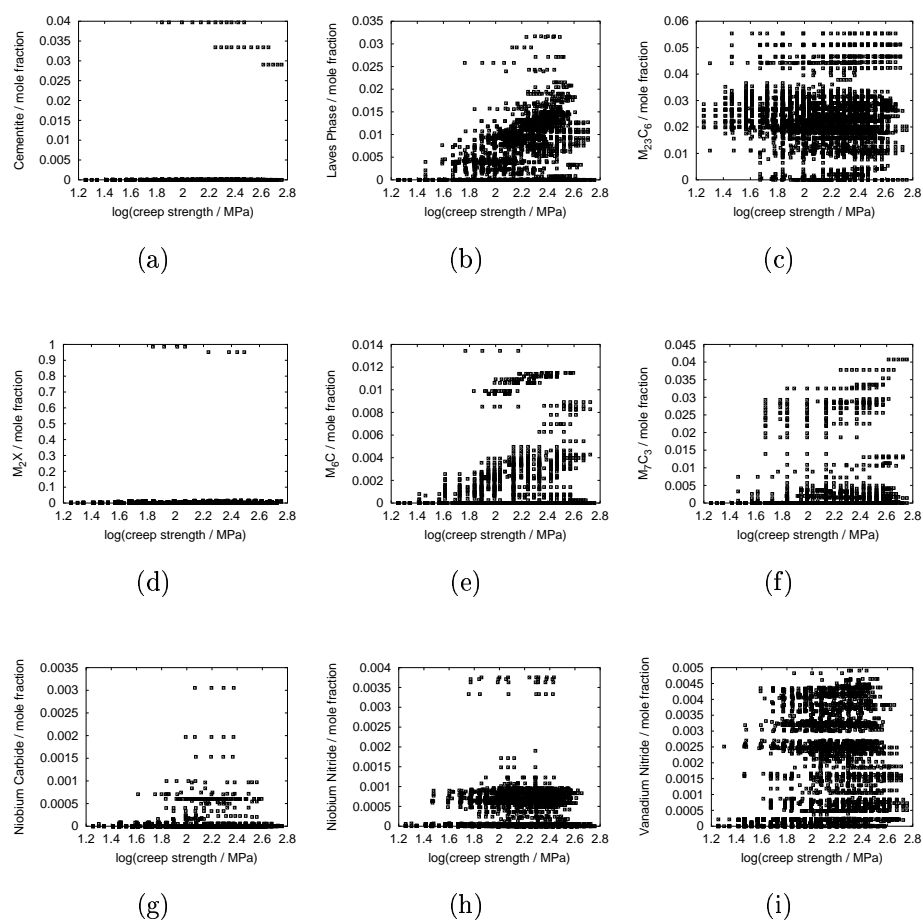 0.04
0.035
0.03
0.025
0.02
0.015
0.01
0.005
0
Cementite / mole fraction
1.2 1.4 1.6 1.8 2 2.2 2.4 2.6 2.8
log(creep strength / MPa)
(a)
0.035
0.03
0.025
0.02
0.015
0.01
0.005
0
Laves Phase / mole fraction
1.2 1.4 1.6 1.8 2 2.2 2.4 2.6 2.8
log(creep strength / MPa)
(b)
0.06
0.05
0.04
0.03
0.02
0.01
0
M23C6 / mole fraction
1.2 1.4 1.6 1.8 2 2.2 2.4 2.6 2.8
log(creep strength / MPa)
(c)
1
0.9
0.8
0.7
0.6
0.5
0.4
0.3
0.2
0.1
0
M2X / mole fraction
1.2 1.4 1.6 1.8 2 2.2 2.4 2.6 2.8
log(creep strength / MPa)
(d)
0.014
0.012
0.01
0.008
0.006
0.004
0.002
0
M6C / mole fraction
1.2 1.4 1.6 1.8 2 2.2 2.4 2.6 2.8
log(creep strength / MPa)
(e)
0.045
0.04
0.035
0.03
0.025
0.02
0.015
0.01
0.005
0
M7C3 / mole fraction
1.2 1.4 1.6 1.8 2 2.2 2.4 2.6 2.8
log(creep strength / MPa)
(f)
0.0035
0.003
0.0025
0.002
0.0015
0.001
0.0005
0
Niobium Carbide / mole fraction
1.2 1.4 1.6 1.8 2 2.2 2.4 2.6 2.8
log(creep strength / MPa)
(g)
0.004
0.0035
0.003
0.0025
0.002
0.0015
0.001
0.0005
0
Niobium Nitride / mole fraction
1.2 1.4 1.6 1.8 2 2.2 2.4 2.6 2.8
log(creep strength / MPa)
(h)
0.005
0.0045
0.004
0.0035
0.003
0.0025
0.002
0.0015
0.001
0.0005
0
Vanadium Nitride / mole fraction
1.2 1.4 1.6 1.8 2 2.2 2.4 2.6 2.8
log(creep strength / MPa)
(i)